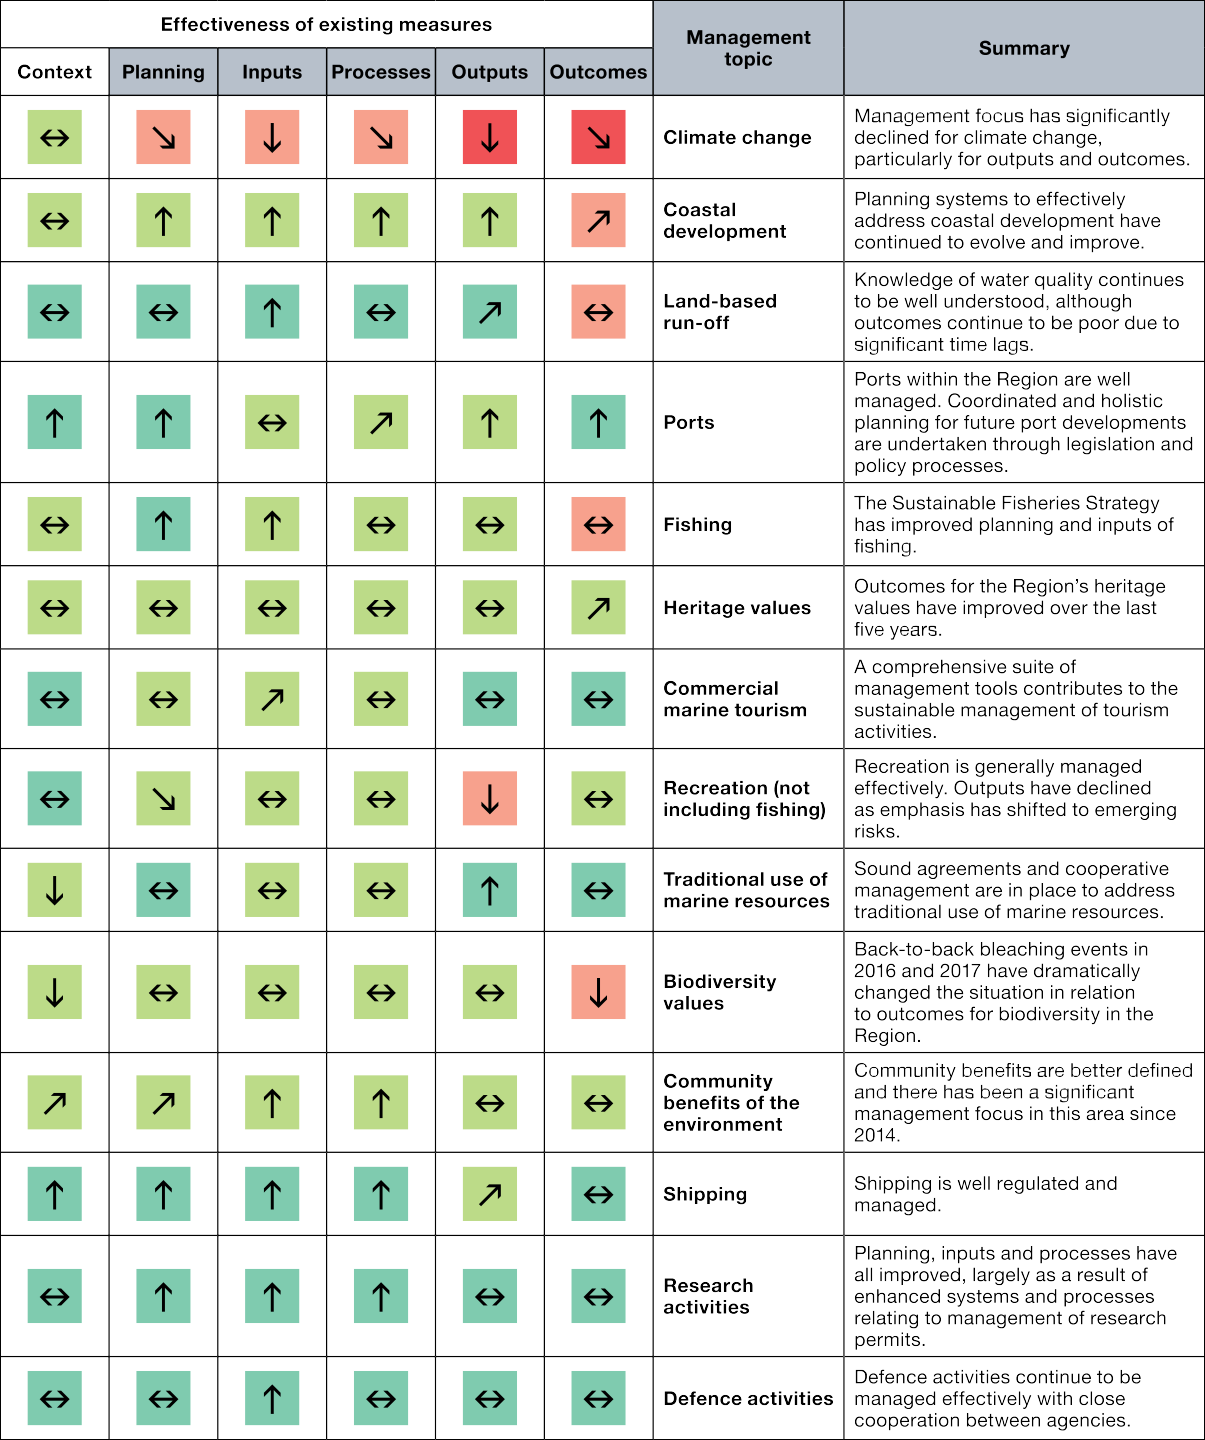 Effectiveness of existing measures
Management
topic
Summary
Context
Planning
Inputs
Processes
Outputs
Outcomes
↔ ↘ ↓ ↘ ↓ ↘
Climate change
Management focus has significantly
declined for climate change,
particularly for outputs and outcomes.
↔ ↑ ↑ ↑ ↑ ↗
Coastal
development
Planning systems to effectively
address coastal development have
continued to evolve and improve.
↔ ↔ ↑ ↔ ↗ ↔
Land-based
run-off
Knowledge of water quality continues
to be well understood, although
outcomes continue to be poor due to
significant time lags.
↑ ↑ ↔ ↗ ↑ ↑
Ports
Ports within the Region are well
managed. Coordinated and holistic
planning for future port developments
are undertaken through legislation and
policy processes.
↔ ↑ ↑ ↔ ↔ ↔
Fishing
The Sustainable Fisheries Strategy
has improved planning and inputs of
fishing.
↔ ↔ ↔ ↔ ↔ ↗
Heritage values
Outcomes for the Region’s heritage
values have improved over the last
five years.
↔ ↔ ↗ ↔ ↔ ↔
Commercial
marine tourism
A comprehensive suite of
management tools contributes to the
sustainable management of tourism
activities.
↔ ↘ ↔ ↔ ↓ ↔
Recreation (not
including fishing)
Recreation is generally managed
effectively. Outputs have declined
as emphasis has shifted to emerging
risks.
↓ ↔ ↔ ↔ ↑ ↔
Traditional use of
marine resources
Sound agreements and cooperative
management are in place to address
traditional use of marine resources.
↓ ↔ ↔ ↔ ↔ ↓
Biodiversity
values
Back-to-back bleaching events in
2016 and 2017 have dramatically
changed the situation in relation
to outcomes for biodiversity in the
Region.
↗ ↗ ↑ ↑ ↔ ↔
Community
benefits of the
environment
Community benefits are better defined
and there has been a significant
management focus in this area since
2014.
↑ ↑ ↑ ↑ ↗ ↔
Shipping
Shipping is well regulated and
managed.
↔ ↑ ↑ ↑ ↔ ↔
Research
activities
Planning, inputs and processes have
all improved, largely as a result of
enhanced systems and processes
relating to management of research
permits.
↔ ↔ ↑ ↔ ↔ ↔
Defence activities
Defence activities continue to be
managed effectively with close
cooperation between agencies.